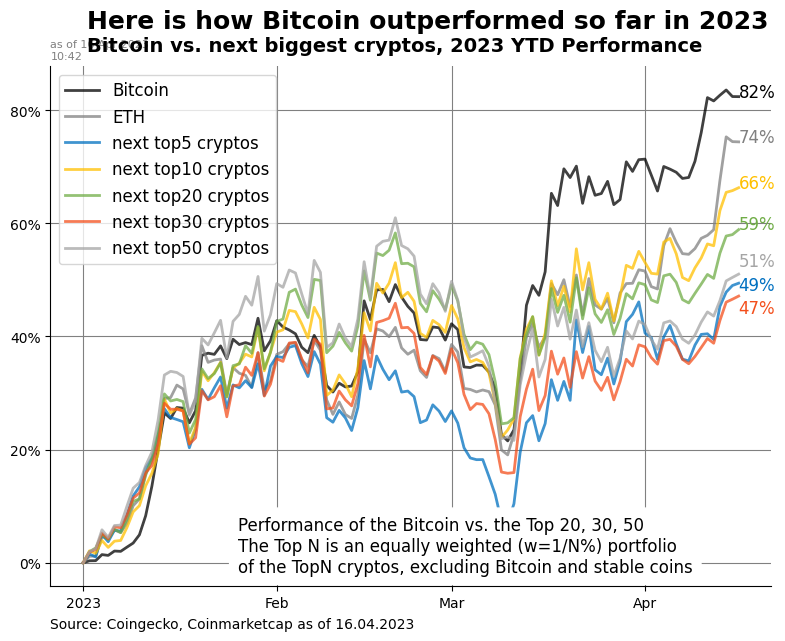 Here is how Bitcoin outperformed so far in 2023
Bitcoin vs. next biggest cryptos, 2023 YTD Performance
as of
10:42
Bitcoin
ETH
next top5 cryptos
next top10 cryptos
next top20 cryptos
next top30 cryptos
next top50 cryptos
80%
60%
40%
20%
0%
82%
74%
66%
59%
51%
49%
47%
Performance of the Bitcoin vs. the Top 20, 30, 50
The Top N is an equally weighted (w=1/N%) portfolio
of the TopN cryptos, excluding Bitcoin and stable coins
2023
Feb
Mar
Apr
Source: Coingecko, Coinmarketcap as of 16.04.2023